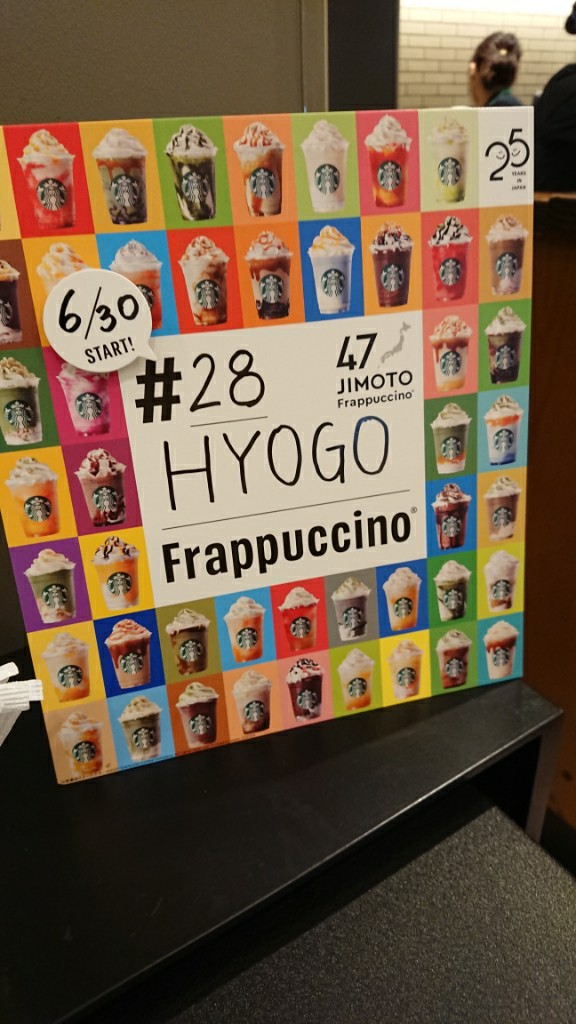 25
YEARS
IN
JAPAN
6/30
START!
#28
47
JIMOTO
Frappuccino®
HYOGO
Frappuccino®